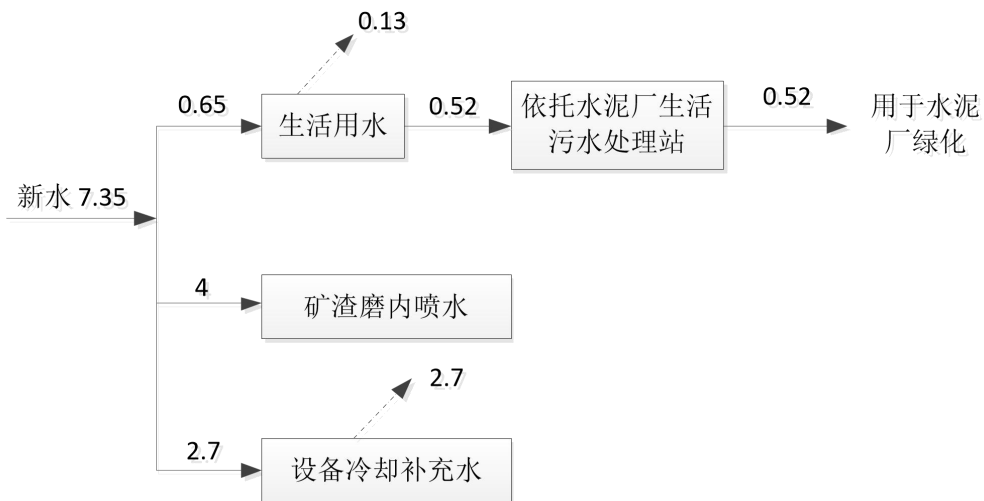 0.13
0.65
生活用水
0.52
依托水泥厂生活
污水处理站
0.52
用于水泥
厂绿化
新水 7.35
4
矿渣磨内喷水
2.7
2.7
设备冷却补充水